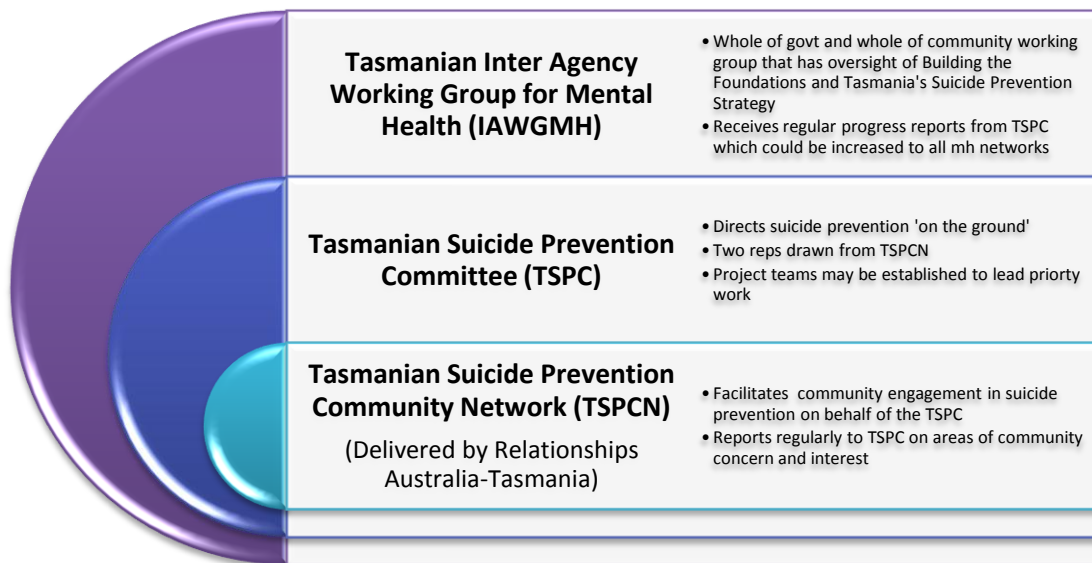 Tasmanian Inter Agency
Working Group for Mental
Health (IAWGMH)
• Whole of govt and whole of community working
group that has oversight of Building the
Foundations and Tasmania's Suicide Prevention
Strategy
• Receives regular progress reports from TSPC
which could be increased to all mh networks
Tasmanian Suicide Prevention
Committee (TSPC)
• Directs suicide prevention 'on the ground'
• Two reps drawn from TSPCN
• Project teams may be established to lead priorty
work
Tasmanian Suicide Prevention
Community Network (TSPCN)
(Delivered by Relationships
Australia-Tasmania)
• Facilitates community engagement in suicide
prevention on behalf of the TSPC
• Reports regularly to TSPC on areas of community
concern and interest